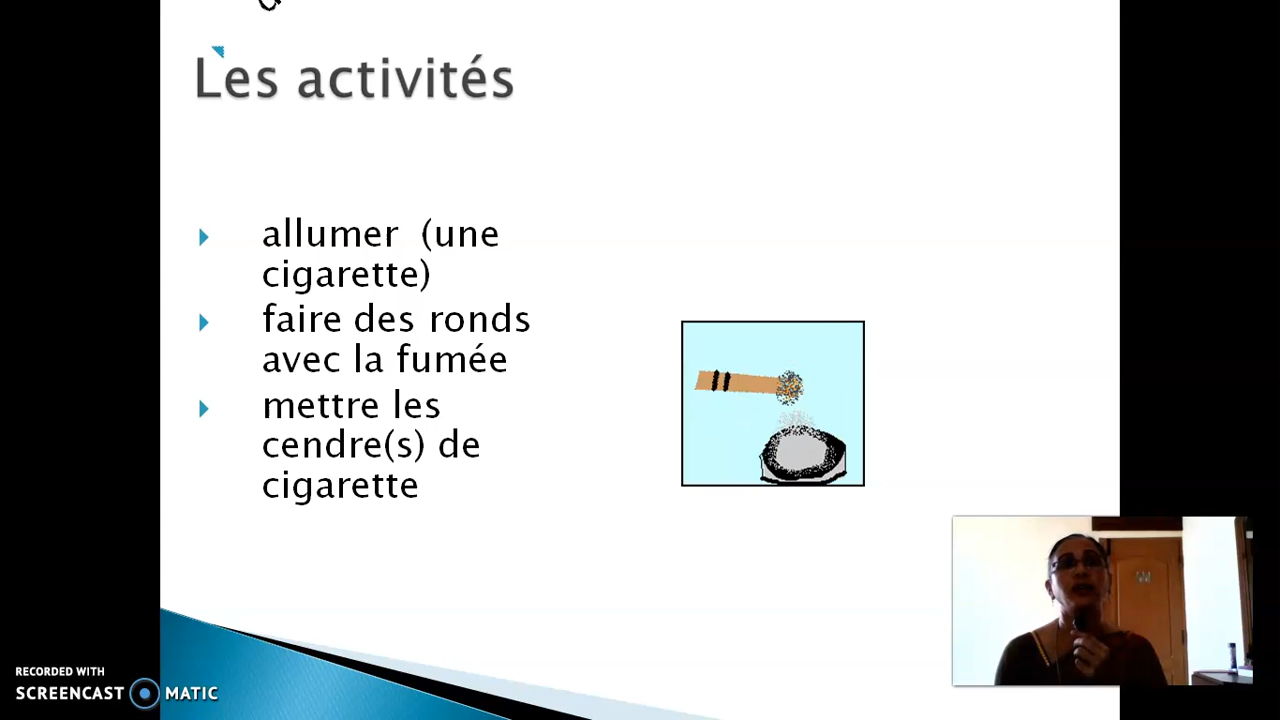 Les activités
allumer (une
cigarette)
faire des ronds
avec la fumée
mettre les
cendre(s) de
cigarette
RECORDED WITH
SCREENCAST MATIC